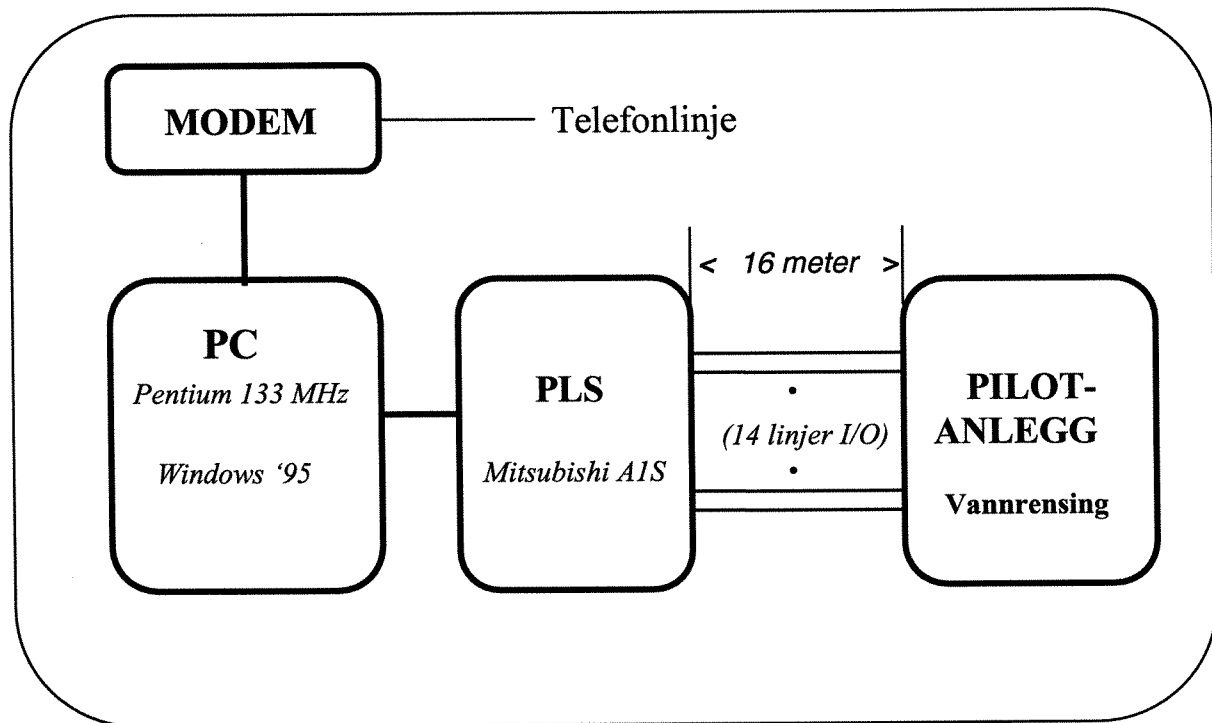 MODEM
Telefonlinje
< 16 meter >
PC
Pentium 133 MHz
Windows ‘95
PLS
Mitsubishi A1S
(14 linjer I/O)
PILOT-
ANLEGG
Vannrensing